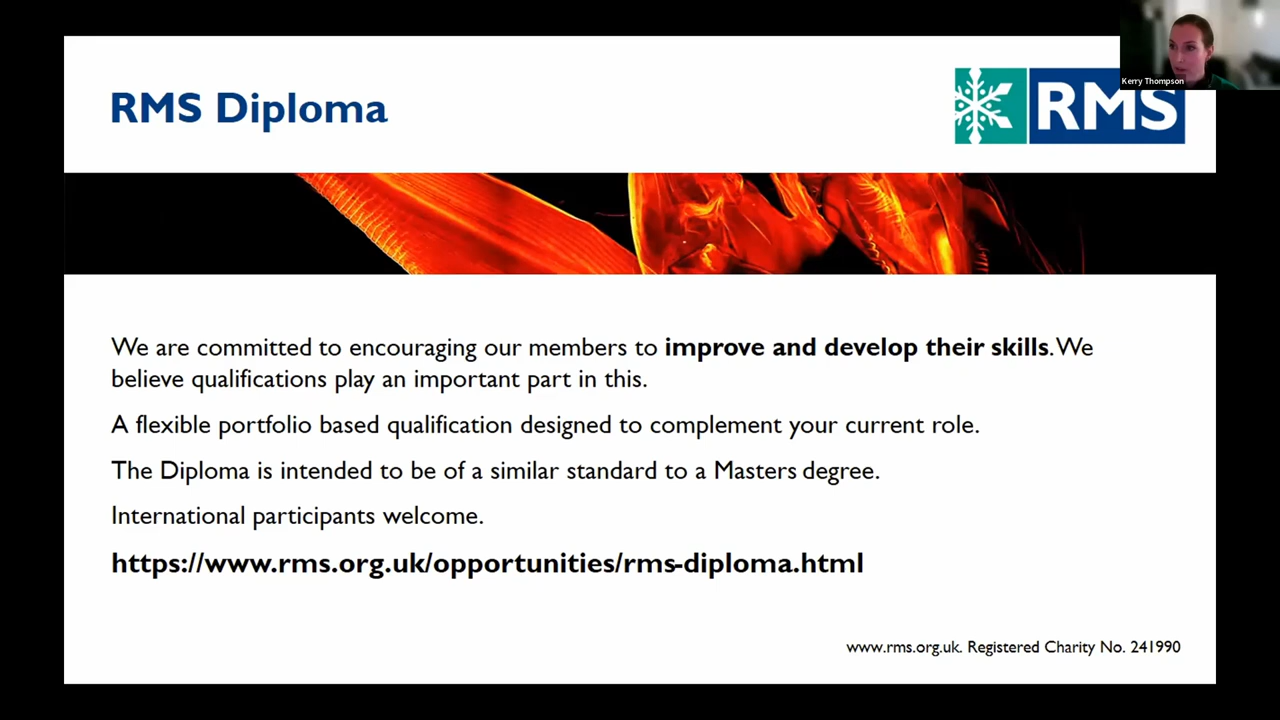 Kerry Thompson
RMS Diploma
RMS
We are committed to encouraging our members to improve and develop their skills. We
believe qualifications play an important part in this.
A flexible portfolio based qualification designed to complement your current role.
The Diploma is intended to be of a similar standard to a Masters degree.
International participants welcome.
https://www.rms.org.uk/opportunities/rms-diploma.html
www.rms.org.uk. Registered Charity No. 241990